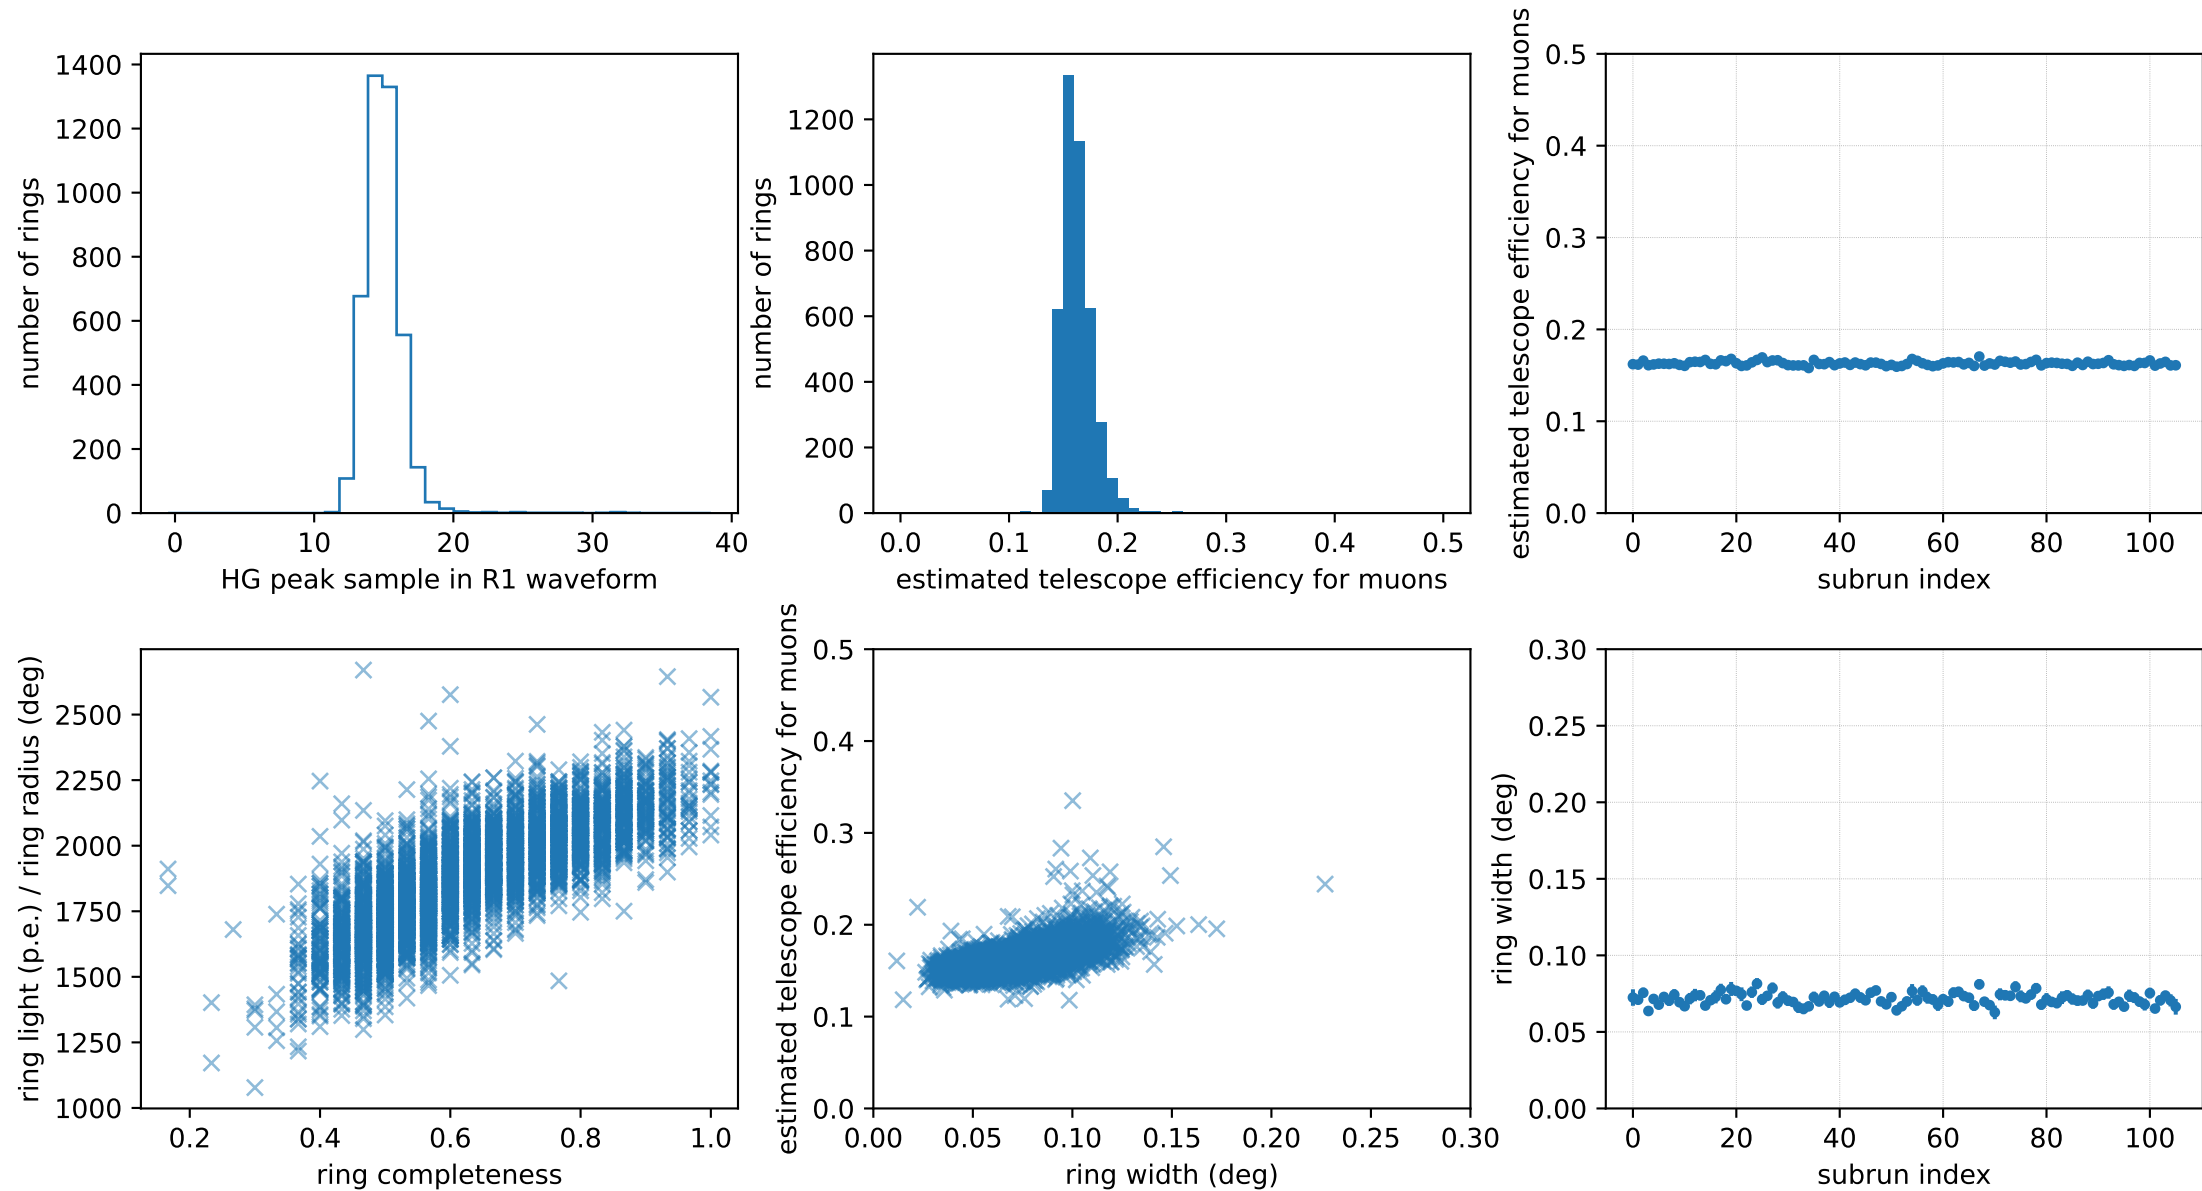 number of rings
1400
1200
1000
800
600
400
200
0
0 10 20 30 40
HG peak sample in R1 waveform
number of rings
1200
1000
800
600
400
200
0
0.0 0.1 0.2 0.3 0.4 0.5
estimated telescope efficiency for muons
estimated telescope efficiency for muons
0.5
0.4
0.3
0.2
0.1
0.0
0 20 40 60 80 100
subrun index
ring light (p.e.) / ring radius (deg)
2500
2250
2000
1750
1500
1250
1000
0.2 0.4 0.6 0.8 1.0
ring completeness
estimated telescope efficiency for muons
0.5
0.4
0.3
0.2
0.1
0.0
0.00 0.05 0.10 0.15 0.20 0.25 0.30
ring width (deg)
ring width (deg)
0.30
0.25
0.20
0.15
0.10
0.05
0.00
0 20 40 60 80 100
subrun index